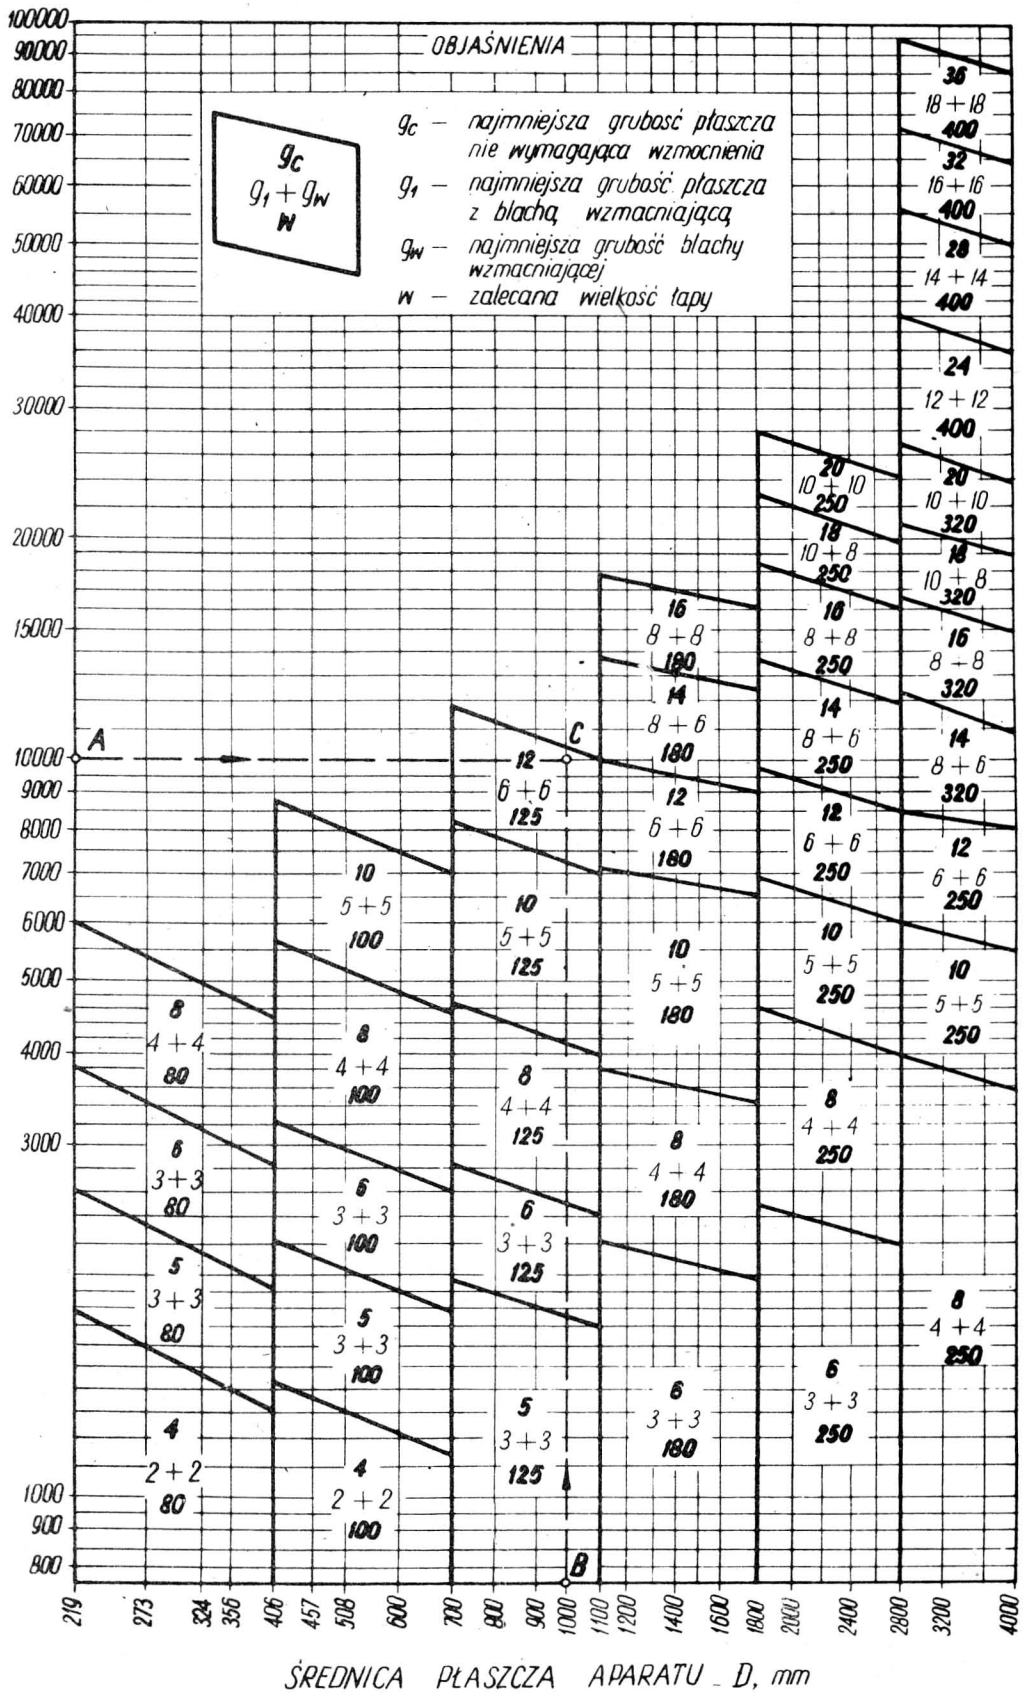 OBJAŚNIENIA
g_c
g_1 + g_w
w
g_c — najmniejsza grubość płaszcza
nie wymagająca wzmocnienia
g_1 — najmniejsza grubość płaszcza
z blachą wzmacniającą
g_w — najmniejsza grubość blachy
wzmacniającej
w — zalecana wielkość łapy
100000
90000
80000
70000
60000
50000
40000
30000
20000
15000
10000
9000
8000
7000
6000
5000
4000
3000
1000
900
800
A
C
B
8
4 + 4
80
6
3 + 3
80
5
3 + 3
80
4
2 + 2
80
10
5 + 5
100
8
4 + 4
100
6
3 + 3
100
5
3 + 3
100
4
2 + 2
100
12
6 + 6
125
10
5 + 5
125
8
4 + 4
125
6
3 + 3
125
5
3 + 3
125
16
8 + 8
180
14
8 + 6
180
12
6 + 6
180
10
5 + 5
180
8
4 + 4
180
6
3 + 3
180
20
10 + 10
250
18
10 + 8
250
16
8 + 8
250
14
8 + 6
250
12
6 + 6
250
10
5 + 5
250
8
4 + 4
250
6
3 + 3
250
36
18 + 18
400
32
16 + 16
400
28
14 + 14
400
24
12 + 12
400
20
10 + 10
320
18
10 + 8
320
16
8 + 8
320
14
8 + 6
320
12
6 + 6
250
10
5 + 5
250
8
4 + 4
250
219 273 324 356 406 457 508 600 700 800 900 1000 1100 1200 1400 1600 1800 2000 2400 2800 3200 4000
ŚREDNICA PŁASZCZA APARATU - D, mm